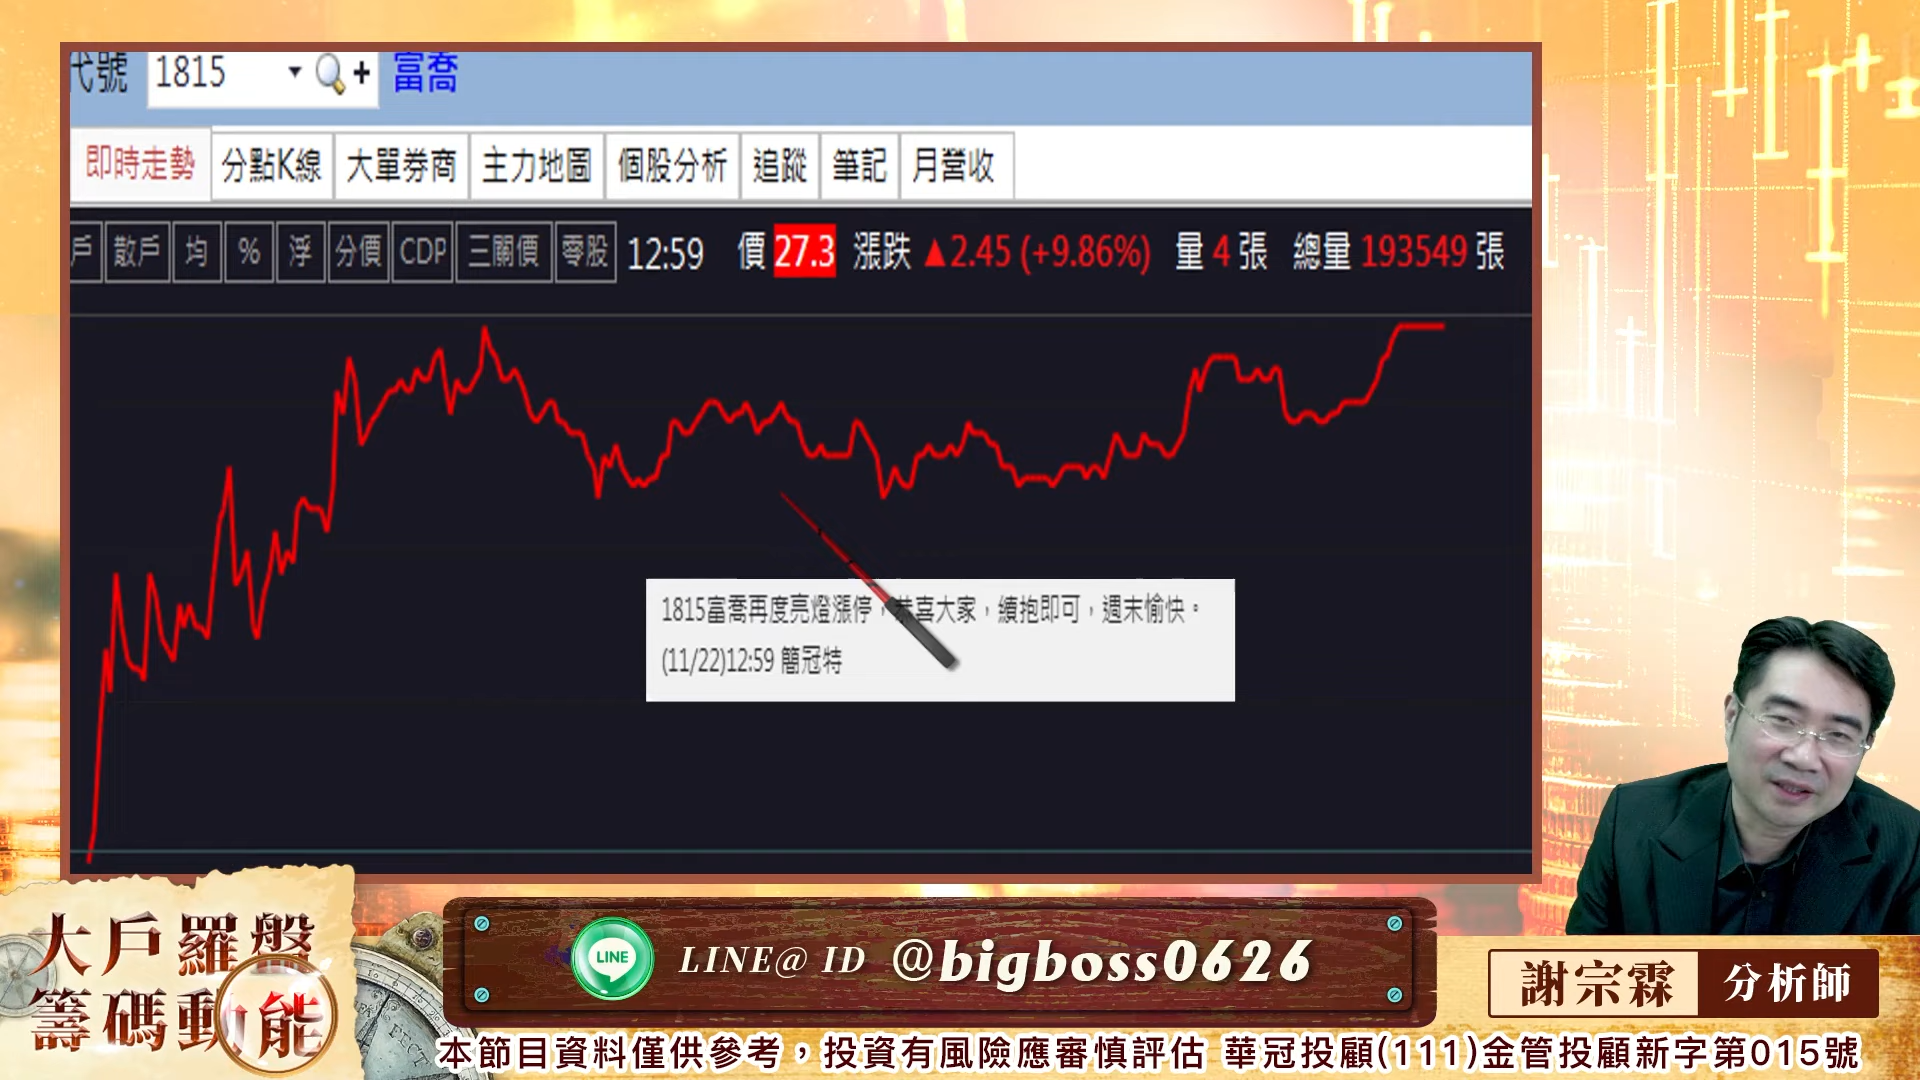 代號 1815 富喬
即時走勢 分點K線 大單券商 主力地圖 個股分析 追蹤 筆記 月營收
戶 散戶 均 % 浮 分價 CDP 三關價 零股 12:59 價 27.3 漲跌 ▲2.45 (+9.86%) 量 4 張 總量 193549 張
1815富喬再度亮燈漲停，恭喜大家，續抱即可，週末愉快。
(11/22)12:59 簡冠特
大戶羅盤
籌碼動能
LINE LINE@ ID @bigboss0626
謝宗霖 分析師
本節目資料僅供參考，投資有風險應審慎評估 華冠投顧(111)金管投顧新字第015號